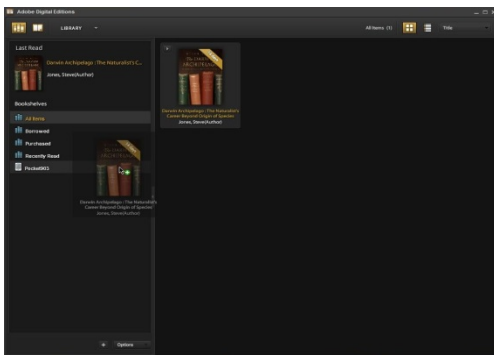 Adobe Digital Editions
LIBRARY
All Items (1)
Title
Last Read
Darwin Archipelago : The Naturalist's C...
Jones, Steve(Author)
Bookshelves
All Items
Borrowed
Purchased
Recently Read
Darwin Archipelago : The Naturalist's
Career Beyond Origin of Species
Jones, Steve(Author)
Darwin Archipelago : The Naturalist's
Career Beyond Origin of Species
Jones, Steve(Author)
Options